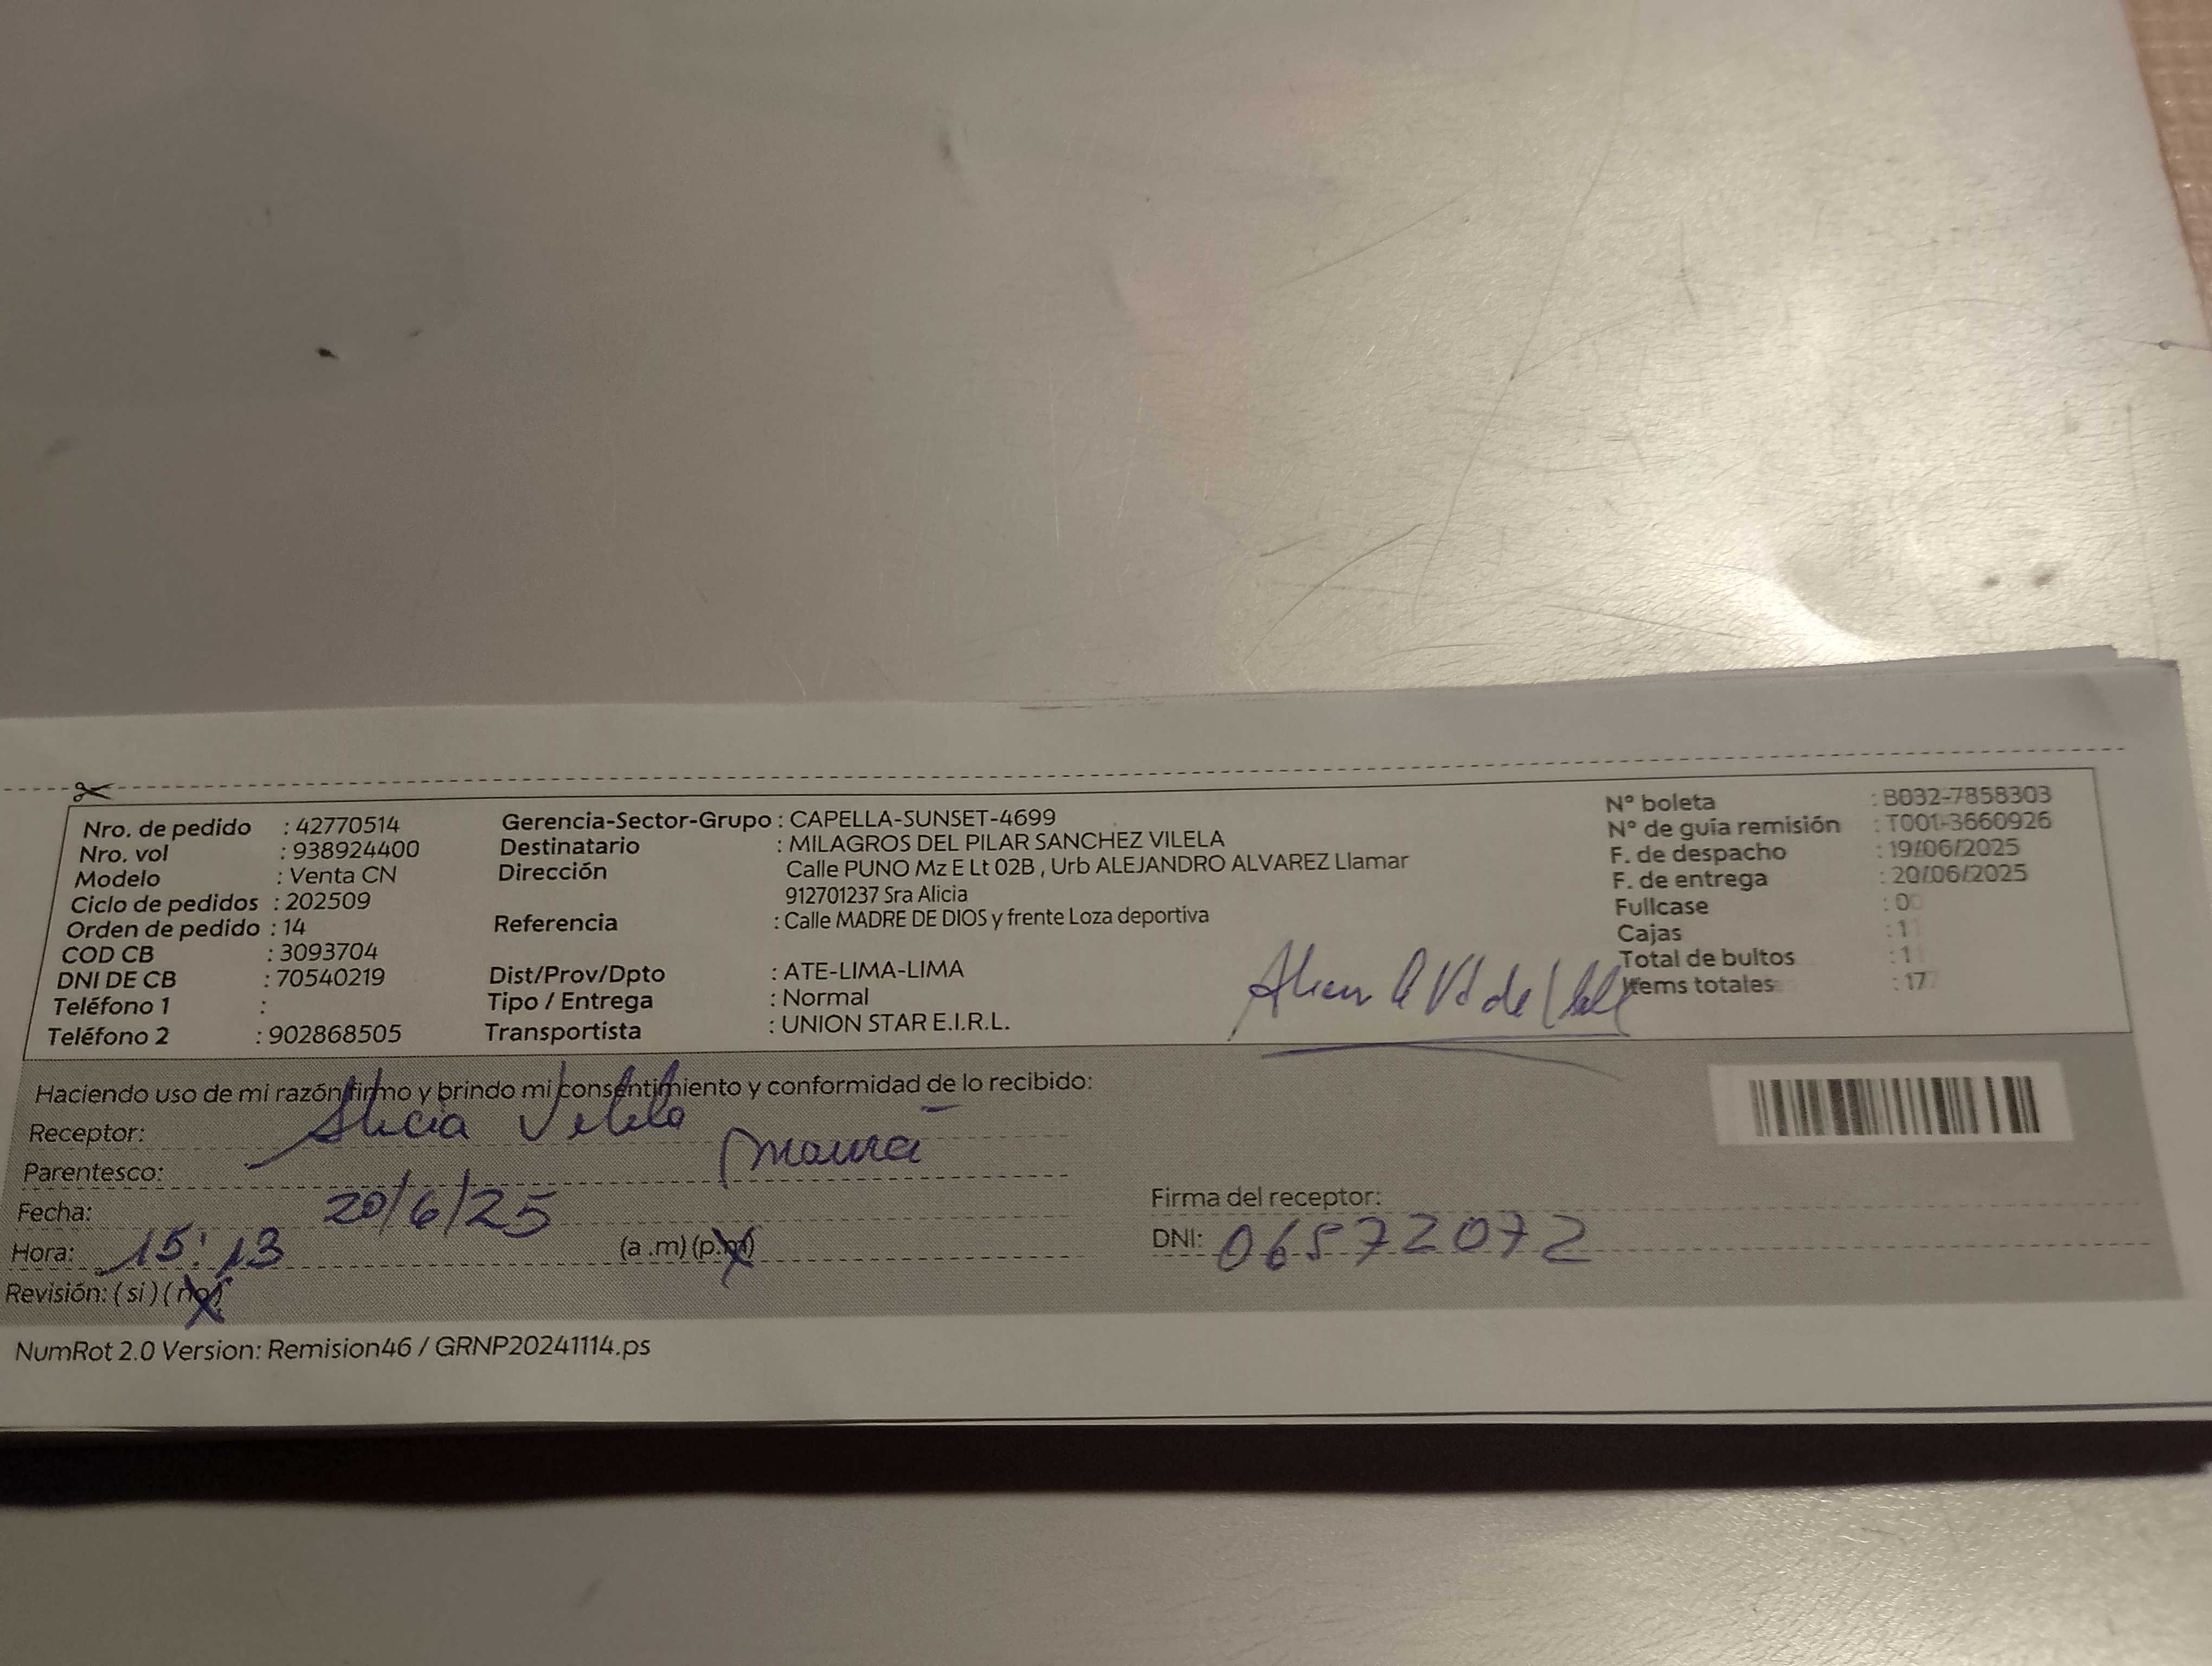 Nro. de pedido : 42770514
Nro. vol : 938924400
Modelo : Venta CN
Ciclo de pedidos : 202509
Orden de pedido : 14
COD CB : 3093704
DNI DE CB : 70540219
Teléfono 1 :
Teléfono 2 : 902868505
Gerencia-Sector-Grupo : CAPELLA-SUNSET-4699
Destinatario : MILAGROS DEL PILAR SANCHEZ VILELA
Dirección Calle PUNO Mz E Lt 02B , Urb ALEJANDRO ALVAREZ Llamar
912701237 Sra Alicia
Referencia : Calle MADRE DE DIOS y frente Loza deportiva
Dist/Prov/Dpto : ATE-LIMA-LIMA
Tipo / Entrega : Normal
Transportista : UNION STAR E.I.R.L.
N° boleta : B032-7858303
N° de guía remisión : T001-3660926
F. de despacho : 19/06/2025
F. de entrega : 20/06/2025
Fullcase : 0
Cajas : 1
Total de bultos : 1
Items totales : 17
Haciendo uso de mi razón firmo y brindo mi consentimiento y conformidad de lo recibido:
Receptor: Alicia Vilela
Parentesco: mamá
Fecha: 20/6/25
Hora: 15:13 (a .m) (p.m)
Revisión: ( si ) ( no )
Firma del receptor:
DNI: 06572072
NumRot 2.0 Version: Remision46 / GRNP20241114.ps